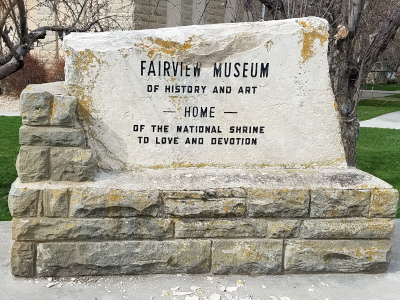 FAIRVIEW MUSEUM
OF HISTORY AND ART
— HOME —
OF THE NATIONAL SHRINE
TO LOVE AND DEVOTION